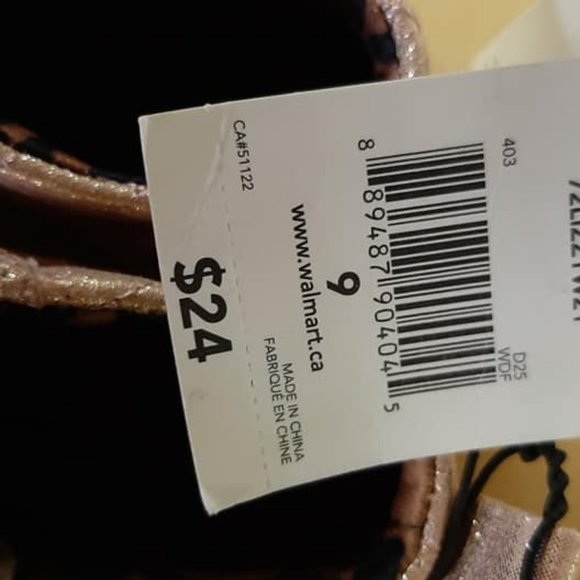 403
D25
WDF
8 89487 90404 5
9
www.walmart.ca
MADE IN CHINA
FABRIQUÉ EN CHINE
CA#51122
$24